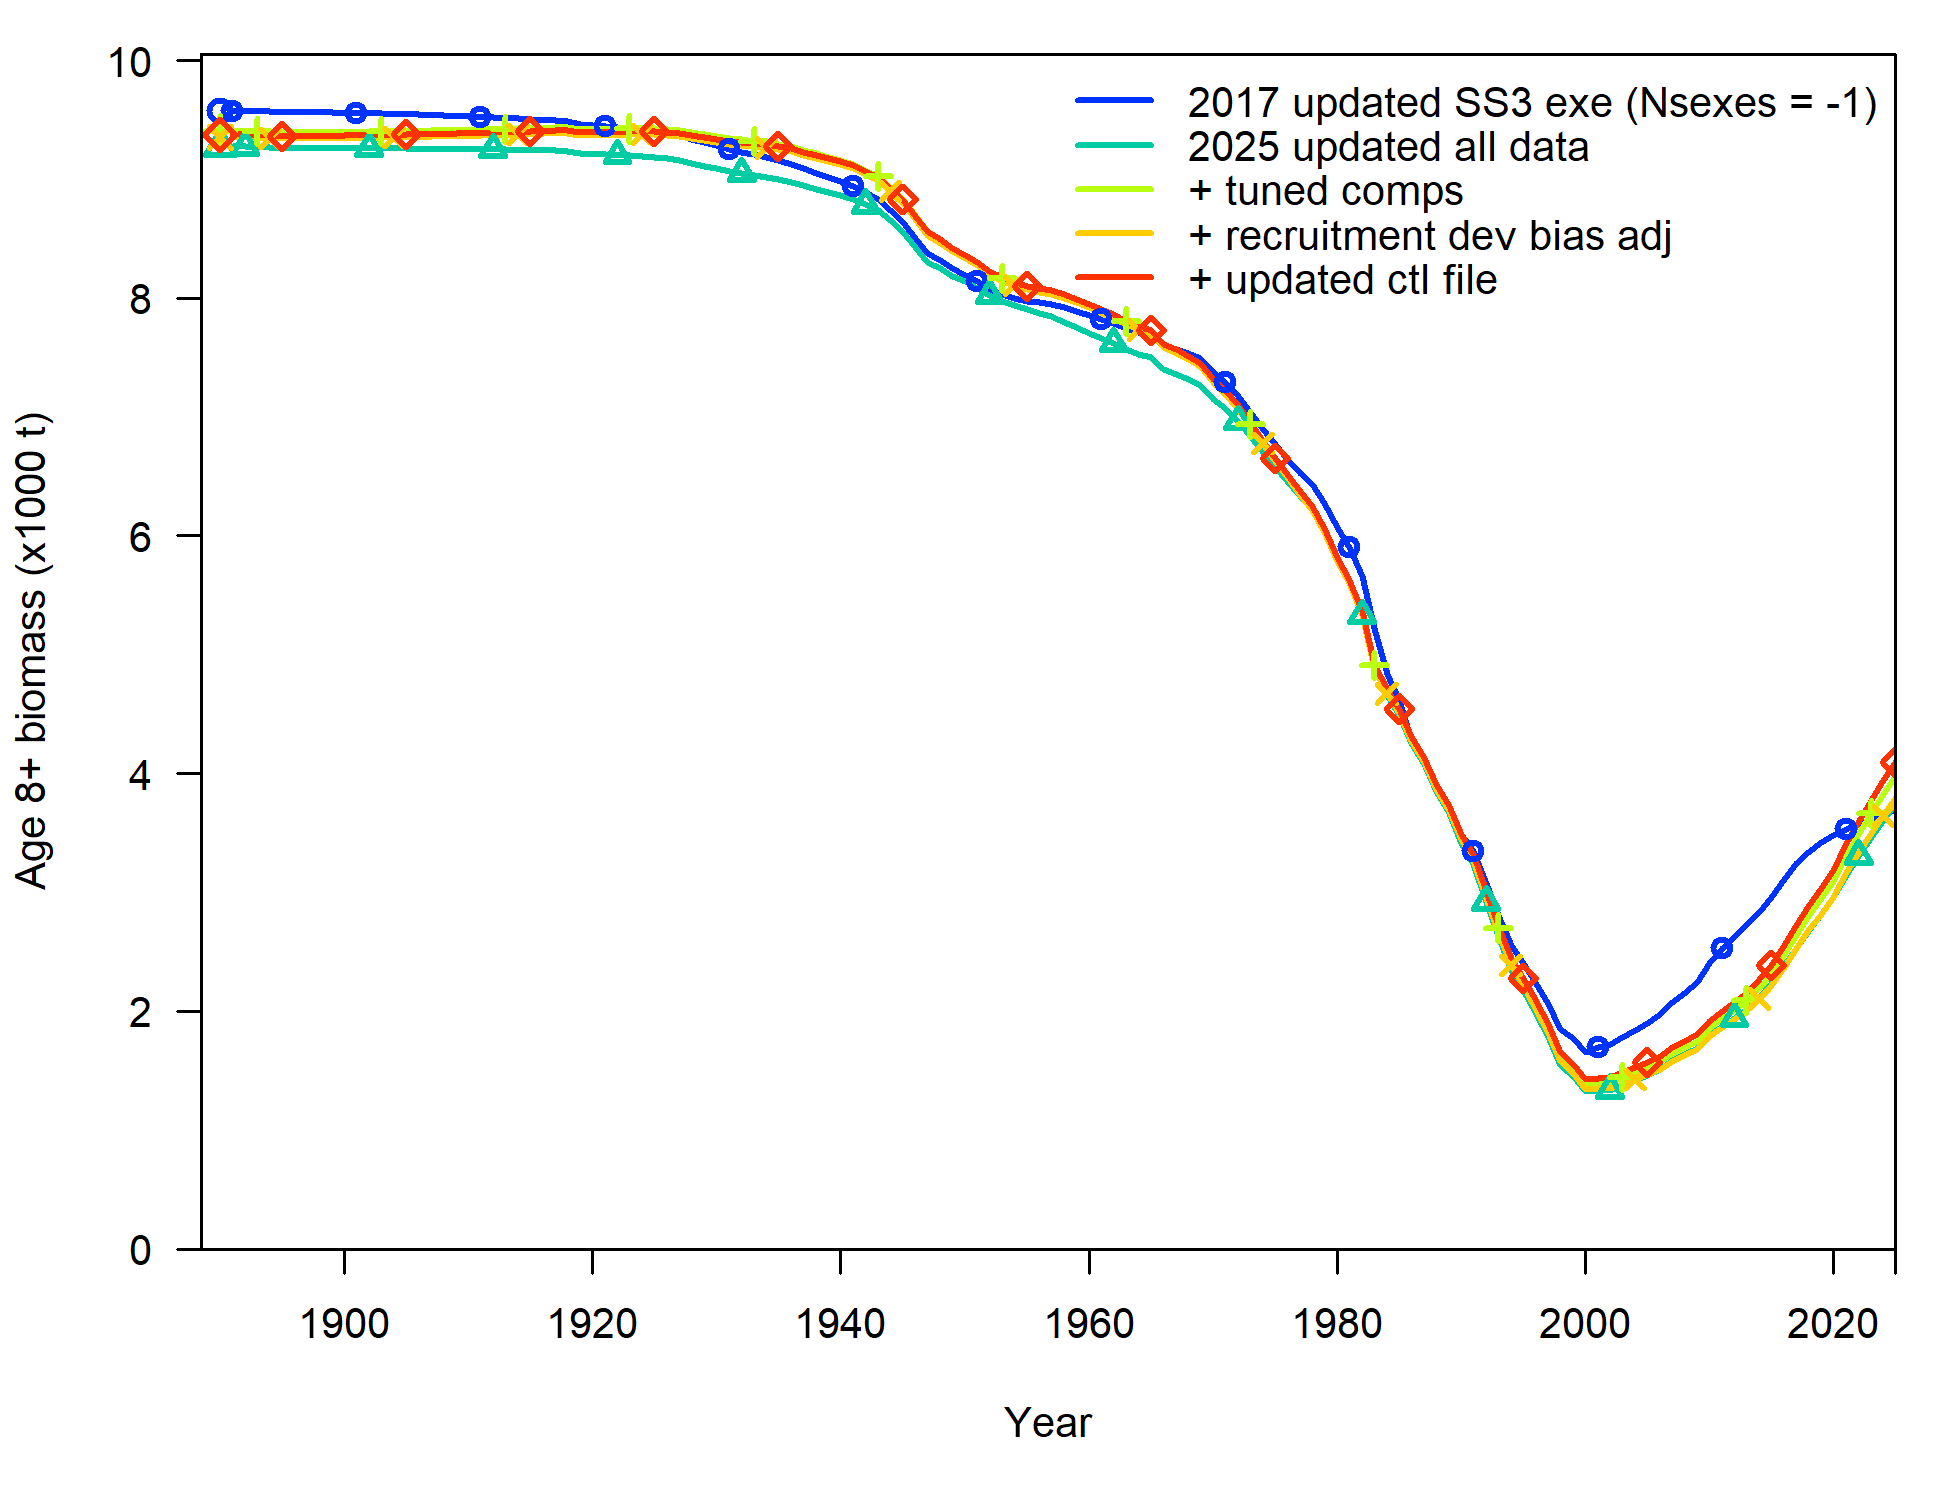 10
8
6
4
2
0
Age 8+ biomass (x1000 t)
2017 updated SS3 exe (Nsexes = -1)
2025 updated all data
+ tuned comps
+ recruitment dev bias adj
+ updated ctl file
1900 1920 1940 1960 1980 2000 2020
Year